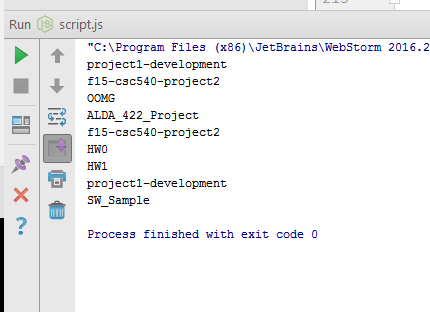 Run script.js
"C:\Program Files (x86)\JetBrains\WebStorm 2016.2
project1-development
f15-csc540-project2
OOMG
ALDA_422_Project
f15-csc540-project2
HW0
HW1
project1-development
SW_Sample
Process finished with exit code 0